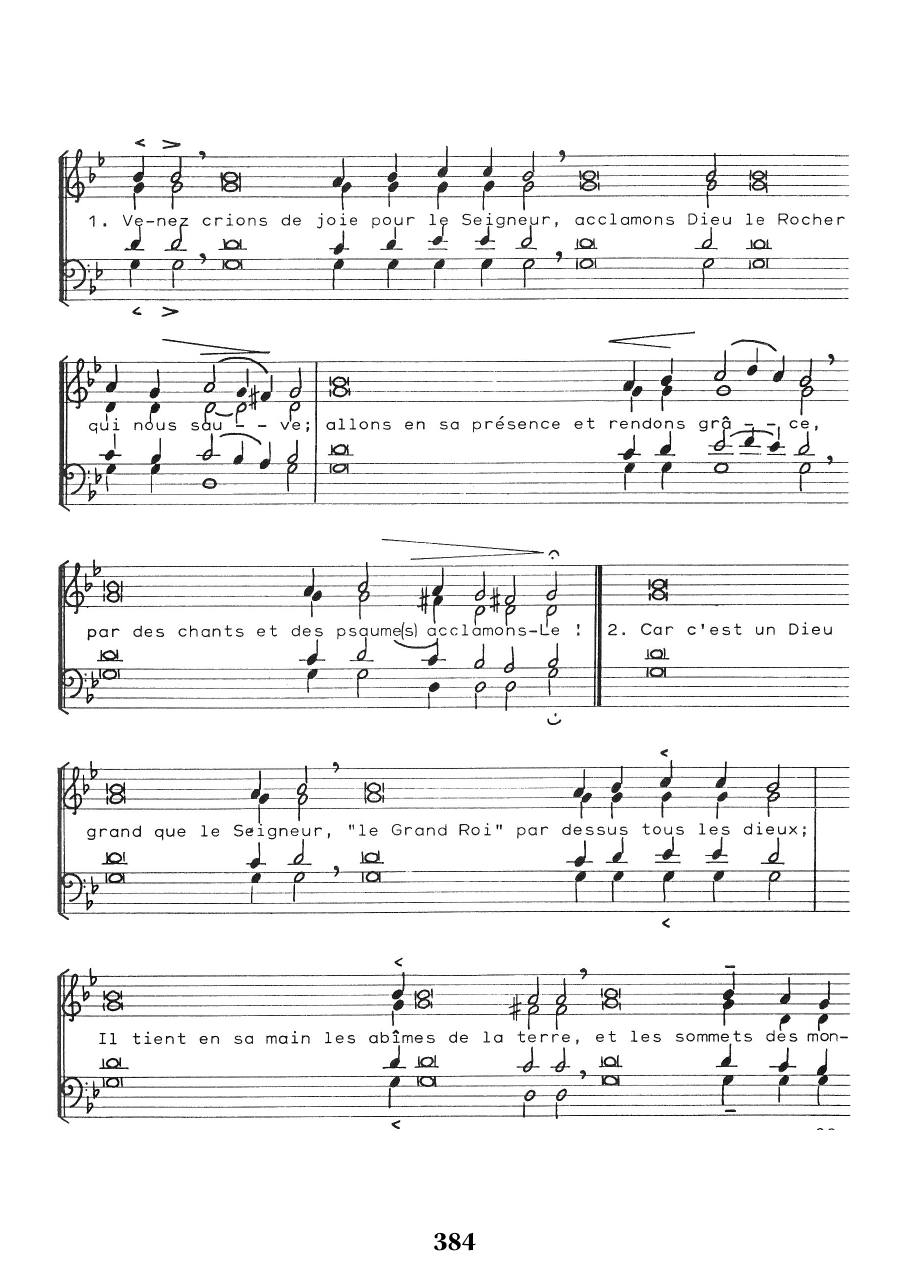 1. Ve-nez crions de joie pour le Seigneur, acclamons Dieu le Rocher
qui nous sau - - ve; allons en sa présence et rendons grâ - - ce,
par des chants et des psaume(s) acclamons-Le ! 2. Car c'est un Dieu
grand que le Seigneur, "le Grand Roi" par dessus tous les dieux;
Il tient en sa main les abîmes de la terre, et les sommets des mon-
384